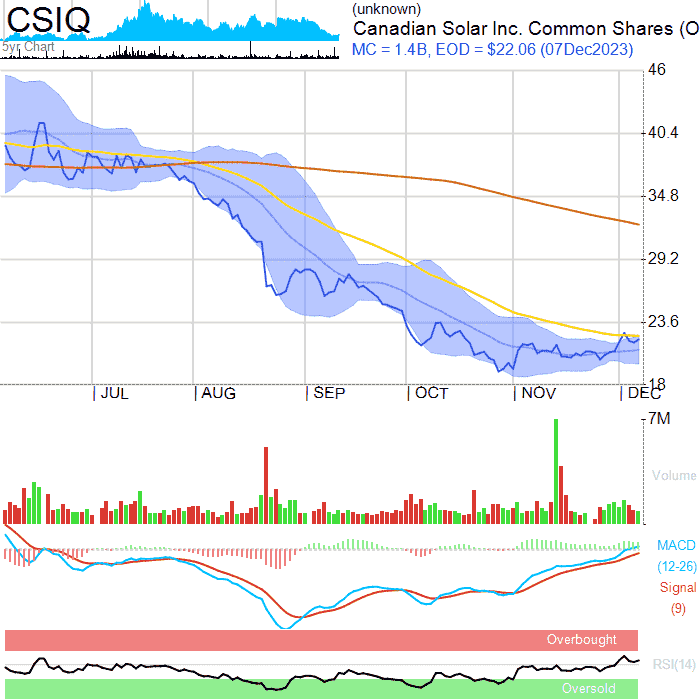 CSIQ
5yr Chart
(unknown)
Canadian Solar Inc. Common Shares (O
MC = 1.4B, EOD = $22.06 (07Dec2023)
46
40.4
34.8
29.2
23.6
18
JUL AUG SEP OCT NOV DEC
7M
Volume
MACD
(12-26)
Signal
(9)
Overbought
RSI(14)
Oversold